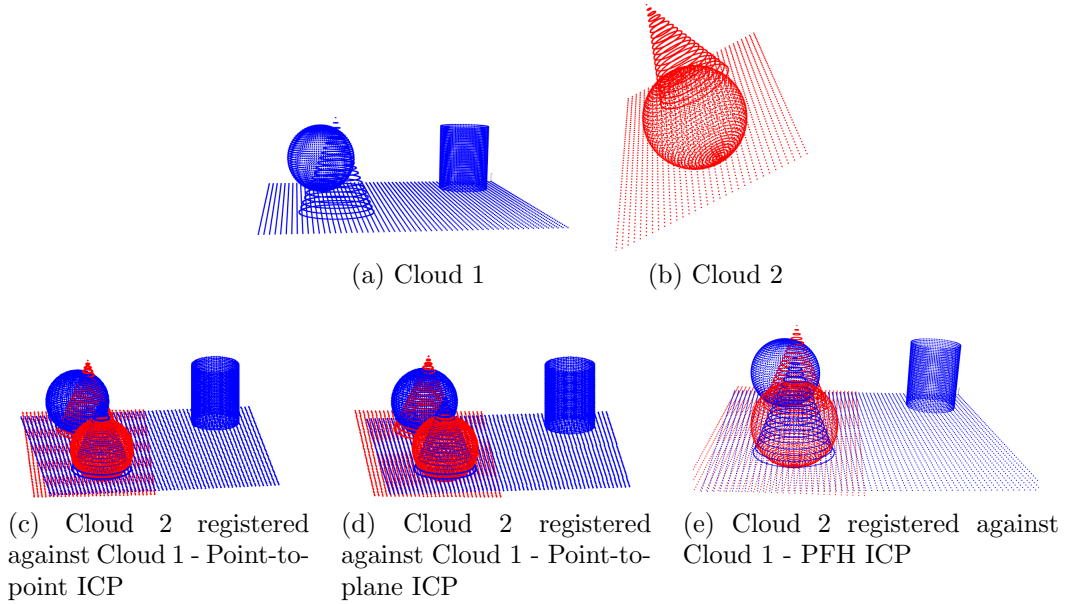 (a) Cloud 1
(b) Cloud 2
(c) Cloud 2 registered
against Cloud 1 - Point-to-
point ICP
(d) Cloud 2 registered
against Cloud 1 - Point-to-
plane ICP
(e) Cloud 2 registered against
Cloud 1 - PFH ICP